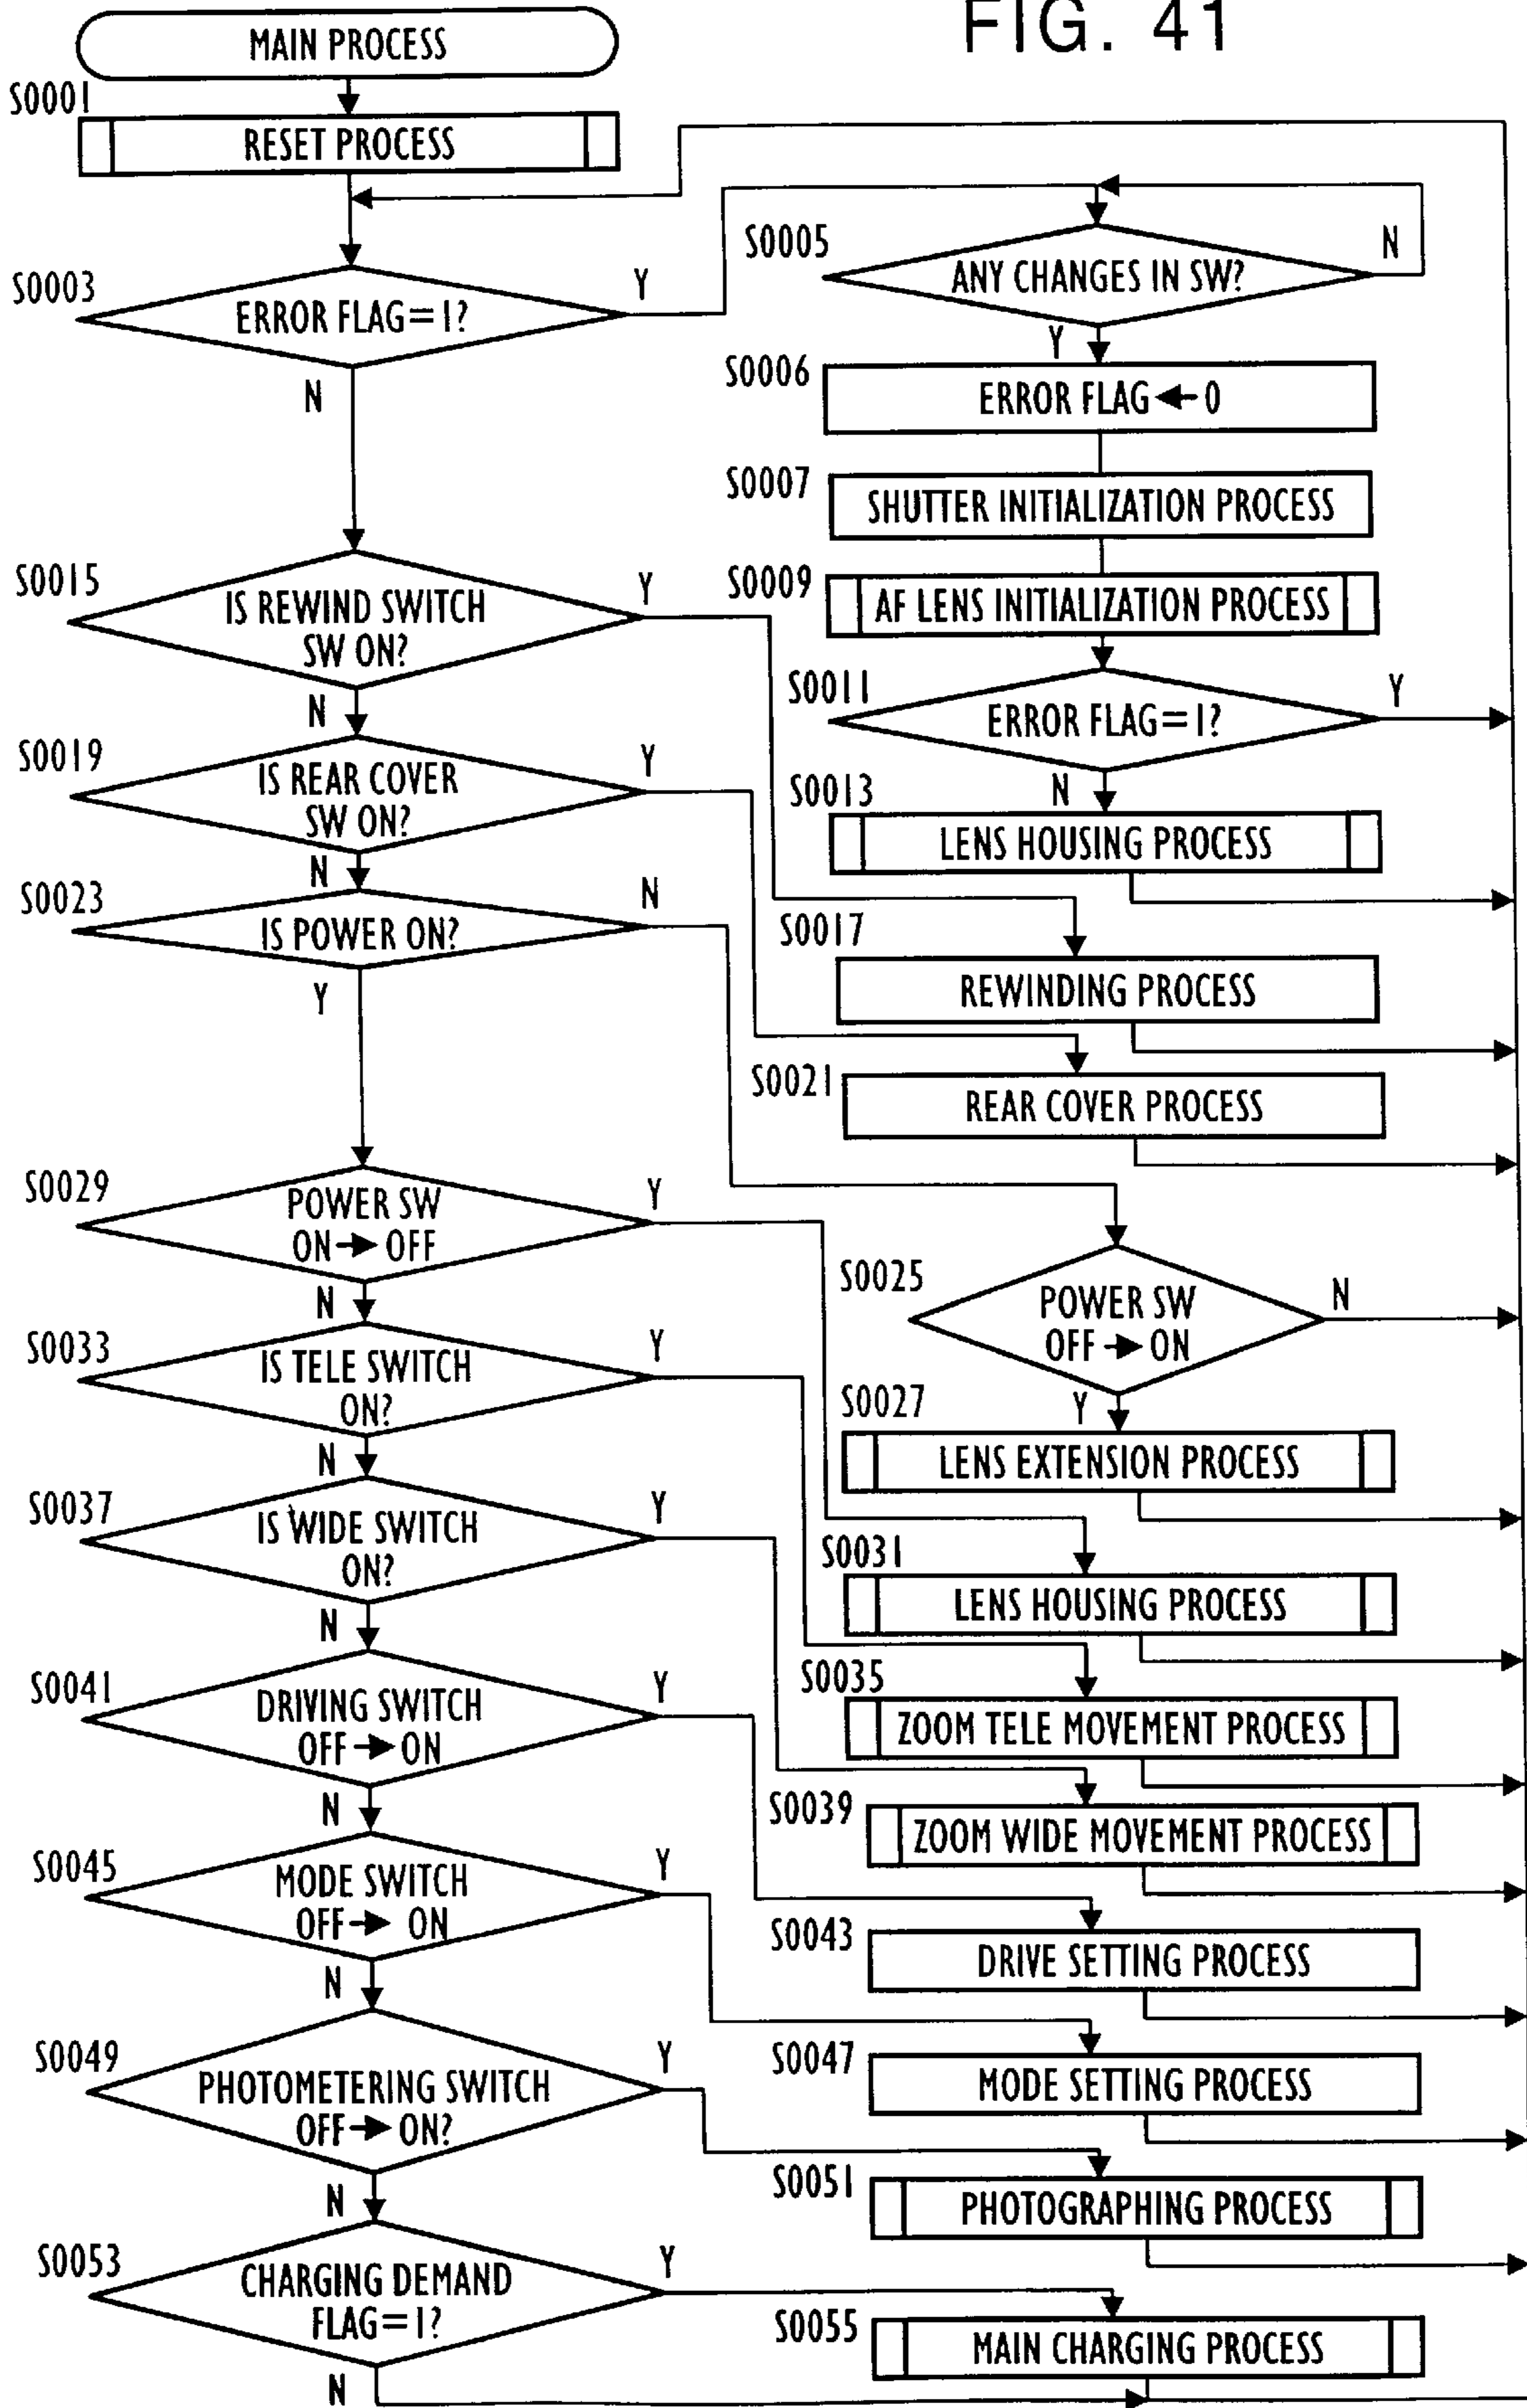 FIG. 41
MAIN PROCESS
S0001
RESET PROCESS
S0003
ERROR FLAG=1?
Y
N
S0005
ANY CHANGES IN SW?
N
Y
S0006
ERROR FLAG←0
S0007
SHUTTER INITIALIZATION PROCESS
S0009
AF LENS INITIALIZATION PROCESS
S0011
ERROR FLAG=1?
Y
N
S0013
LENS HOUSING PROCESS
S0015
IS REWIND SWITCH
SW ON?
Y
N
S0017
REWINDING PROCESS
S0019
IS REAR COVER
SW ON?
Y
N
S0021
REAR COVER PROCESS
S0023
IS POWER ON?
N
Y
S0025
POWER SW
OFF→ON
N
Y
S0027
LENS EXTENSION PROCESS
S0029
POWER SW
ON→OFF
Y
N
S0031
LENS HOUSING PROCESS
S0033
IS TELE SWITCH
ON?
Y
N
S0035
ZOOM TELE MOVEMENT PROCESS
S0037
IS WIDE SWITCH
ON?
Y
N
S0039
ZOOM WIDE MOVEMENT PROCESS
S0041
DRIVING SWITCH
OFF→ON
Y
N
S0043
DRIVE SETTING PROCESS
S0045
MODE SWITCH
OFF→ ON
Y
N
S0047
MODE SETTING PROCESS
S0049
PHOTOMETERING SWITCH
OFF→ON?
Y
N
S0051
PHOTOGRAPHING PROCESS
S0053
CHARGING DEMAND
FLAG=1?
Y
N
S0055
MAIN CHARGING PROCESS